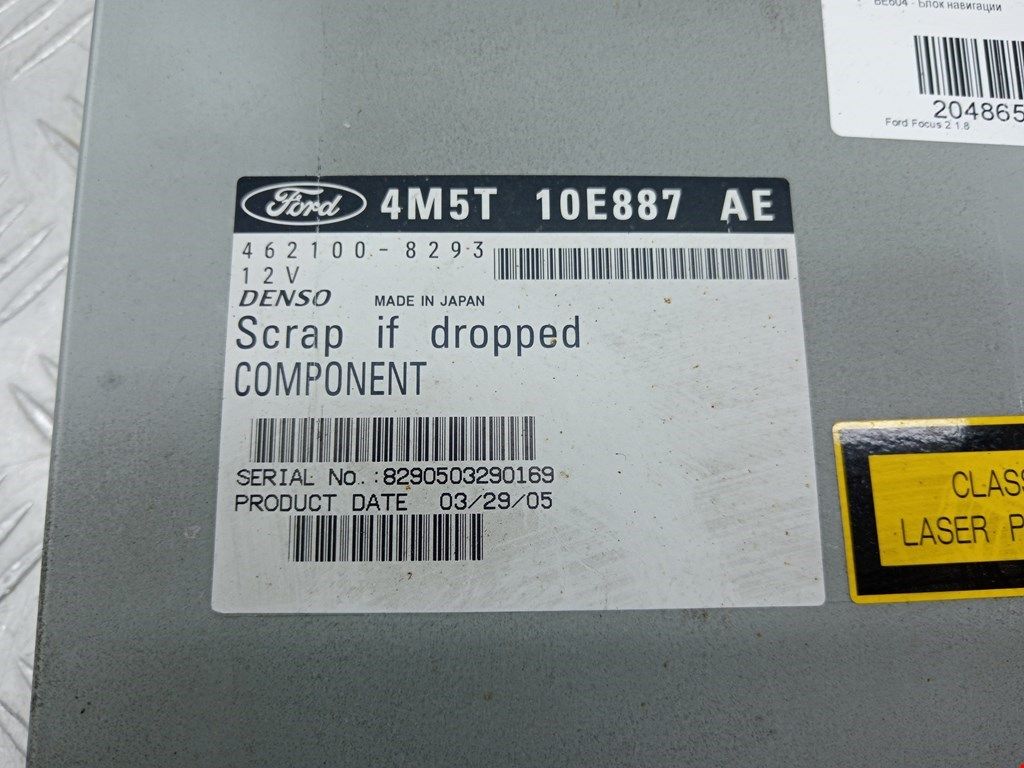 BE604 - Блок навигации
204865
Ford Focus 2 1.8
Ford 4M5T 10E887 AE
462100-8293
12V
DENSO MADE IN JAPAN
Scrap if dropped
COMPONENT
SERIAL No.:8290503290169
PRODUCT DATE 03/29/05
CLASS
LASER P